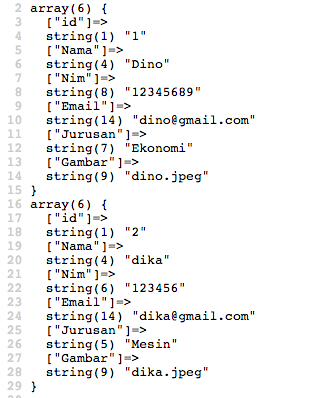 2 array(6) {
3   ["id"]=>
4   string(1) "1"
5   ["Nama"]=>
6   string(4) "Dino"
7   ["Nim"]=>
8   string(8) "12345689"
9   ["Email"]=>
10   string(14) "dino@gmail.com"
11   ["Jurusan"]=>
12   string(7) "Ekonomi"
13   ["Gambar"]=>
14   string(9) "dino.jpeg"
15 }
16 array(6) {
17   ["id"]=>
18   string(1) "2"
19   ["Nama"]=>
20   string(4) "dika"
21   ["Nim"]=>
22   string(6) "123456"
23   ["Email"]=>
24   string(14) "dika@gmail.com"
25   ["Jurusan"]=>
26   string(5) "Mesin"
27   ["Gambar"]=>
28   string(9) "dika.jpeg"
29 }